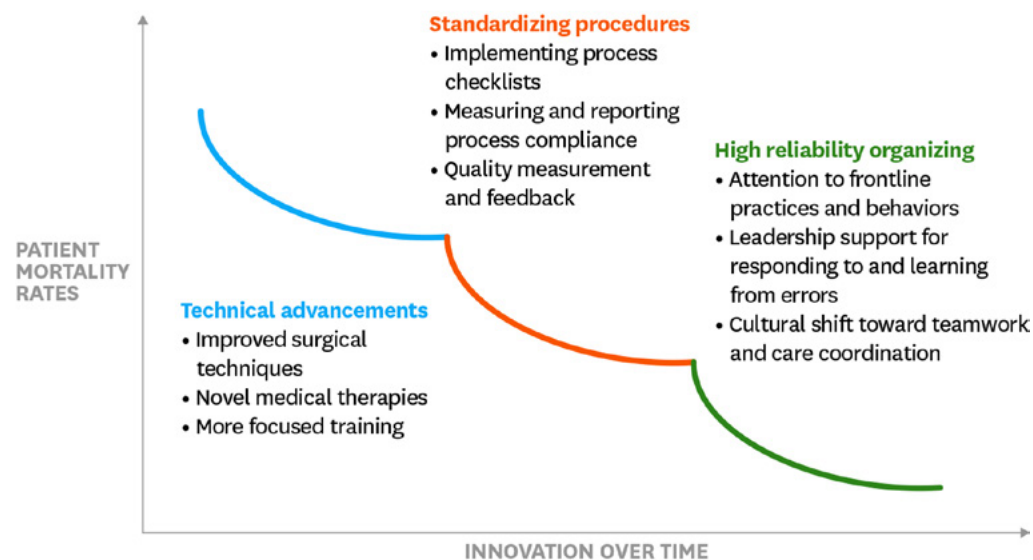 Standardizing procedures
• Implementing process
checklists
• Measuring and reporting
process compliance
• Quality measurement
and feedback
High reliability organizing
• Attention to frontline
practices and behaviors
• Leadership support for
responding to and learning
from errors
• Cultural shift toward teamwork
and care coordination
PATIENT
MORTALITY
RATES
Technical advancements
• Improved surgical
techniques
• Novel medical therapies
• More focused training
INNOVATION OVER TIME